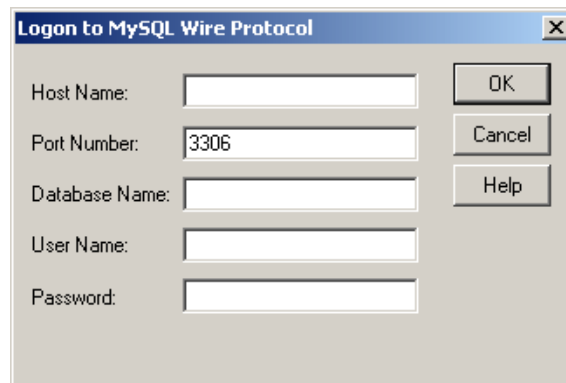 Logon to MySQL Wire Protocol
Host Name:
OK
Port Number: 3306
Cancel
Database Name:
Help
User Name:
Password: